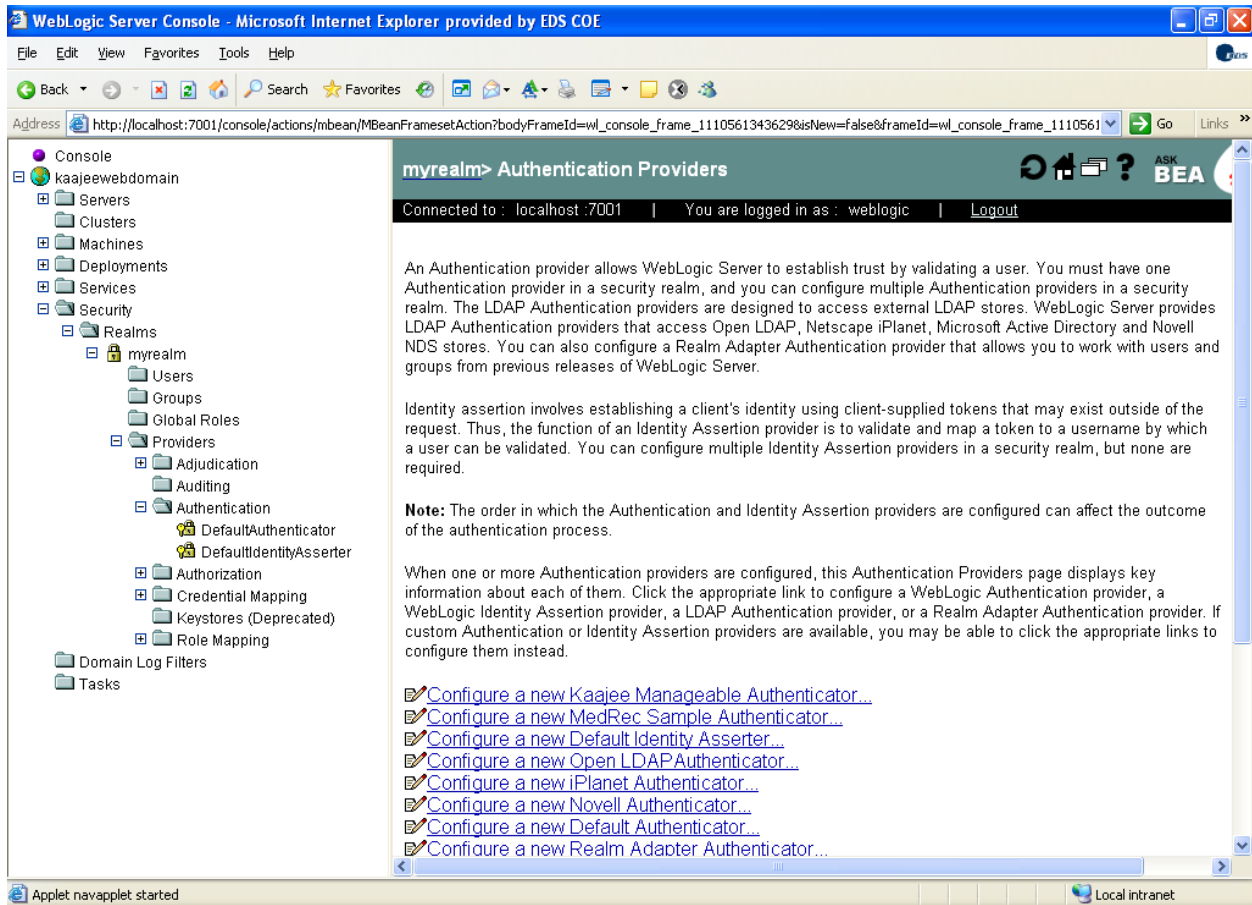 WebLogic Server Console - Microsoft Internet Explorer provided by EDS COE
File Edit View Favorites Tools Help
EDS
Back Search Favorites
Address http://localhost:7001/console/actions/mbean/MBeanFramesetAction?bodyFrameId=wl_console_frame_1110561343629&isNew=false&frameId=wl_console_frame_1110561 Go Links »
Console
kaajeewebdomain
Servers
Clusters
Machines
Deployments
Services
Security
Realms
myrealm
Users
Groups
Global Roles
Providers
Adjudication
Auditing
Authentication
DefaultAuthenticator
DefaultIdentityAsserter
Authorization
Credential Mapping
Keystores (Deprecated)
Role Mapping
Domain Log Filters
Tasks
myrealm> Authentication Providers
? ASK
BEA
Connected to : localhost :7001 | You are logged in as : weblogic | Logout
An Authentication provider allows WebLogic Server to establish trust by validating a user. You must have one
Authentication provider in a security realm, and you can configure multiple Authentication providers in a security
realm. The LDAP Authentication providers are designed to access external LDAP stores. WebLogic Server provides
LDAP Authentication providers that access Open LDAP, Netscape iPlanet, Microsoft Active Directory and Novell
NDS stores. You can also configure a Realm Adapter Authentication provider that allows you to work with users and
groups from previous releases of WebLogic Server.
Identity assertion involves establishing a client's identity using client-supplied tokens that may exist outside of the
request. Thus, the function of an Identity Assertion provider is to validate and map a token to a username by which
a user can be validated. You can configure multiple Identity Assertion providers in a security realm, but none are
required.
Note: The order in which the Authentication and Identity Assertion providers are configured can affect the outcome
of the authentication process.
When one or more Authentication providers are configured, this Authentication Providers page displays key
information about each of them. Click the appropriate link to configure a WebLogic Authentication provider, a
WebLogic Identity Assertion provider, a LDAP Authentication provider, or a Realm Adapter Authentication provider. If
custom Authentication or Identity Assertion providers are available, you may be able to click the appropriate links to
configure them instead.
Configure a new Kaajee Manageable Authenticator...
Configure a new MedRec Sample Authenticator...
Configure a new Default Identity Asserter...
Configure a new Open LDAPAuthenticator...
Configure a new iPlanet Authenticator...
Configure a new Novell Authenticator...
Configure a new Default Authenticator...
Configure a new Realm Adapter Authenticator...
Applet navapplet started
Local intranet